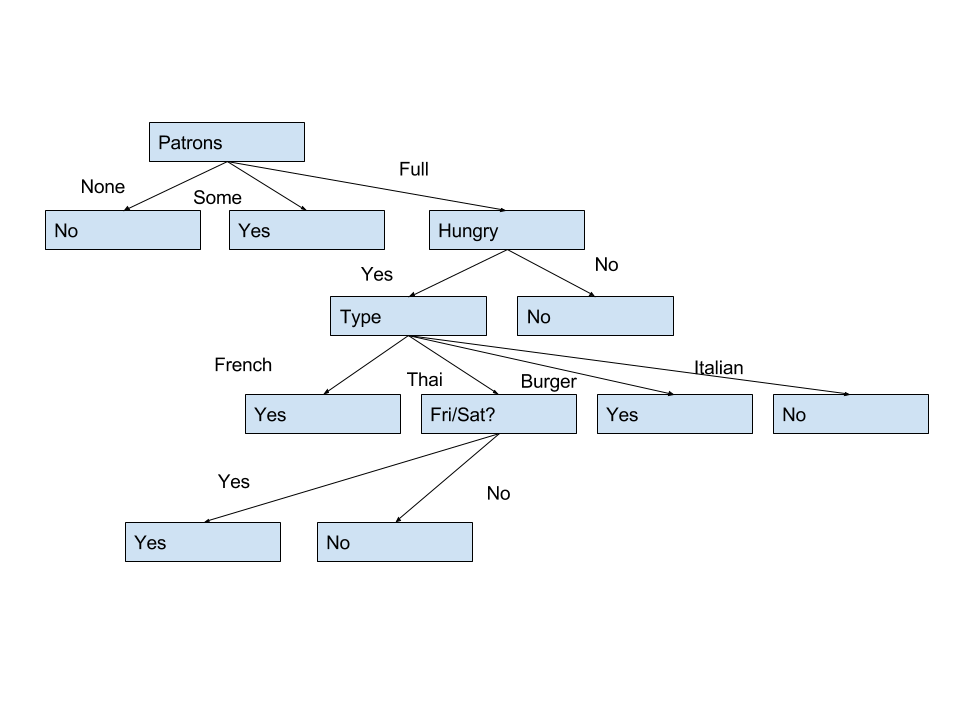 Patrons
Full
None
Some
No
Yes
Hungry
Yes
No
Type
No
French
Thai
Burger
Italian
Yes
Fri/Sat?
Yes
No
Yes
No
Yes
No